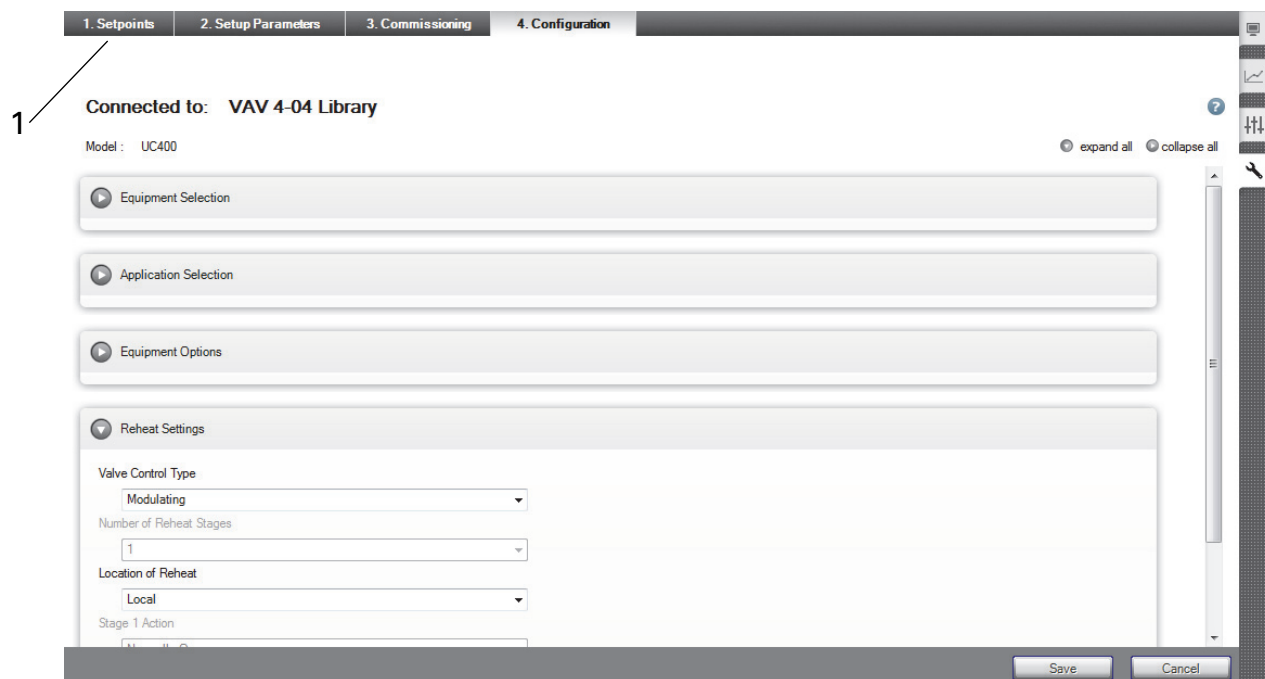 1. Setpoints 2. Setup Parameters 3. Commissioning 4. Configuration
1
Connected to: VAV 4-04 Library
?
Model : UC400
expand all collapse all
Equipment Selection
Application Selection
Equipment Options
Reheat Settings
Valve Control Type
Modulating
Number of Reheat Stages
1
Location of Reheat
Local
Stage 1 Action
Save Cancel